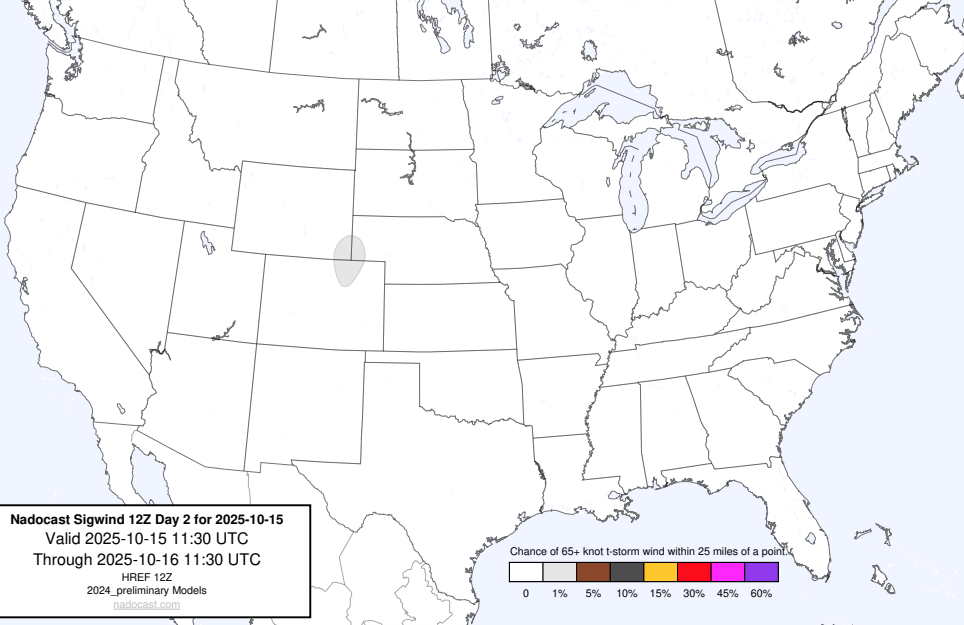 Nadocast Sigwind 12Z Day 2 for 2025-10-15
Valid 2025-10-15 11:30 UTC
Through 2025-10-16 11:30 UTC
HREF 12Z
2024_preliminary Models
nadocast.com
Chance of 65+ knot t-storm wind within 25 miles of a point.
0 1% 5% 10% 15% 30% 45% 60%